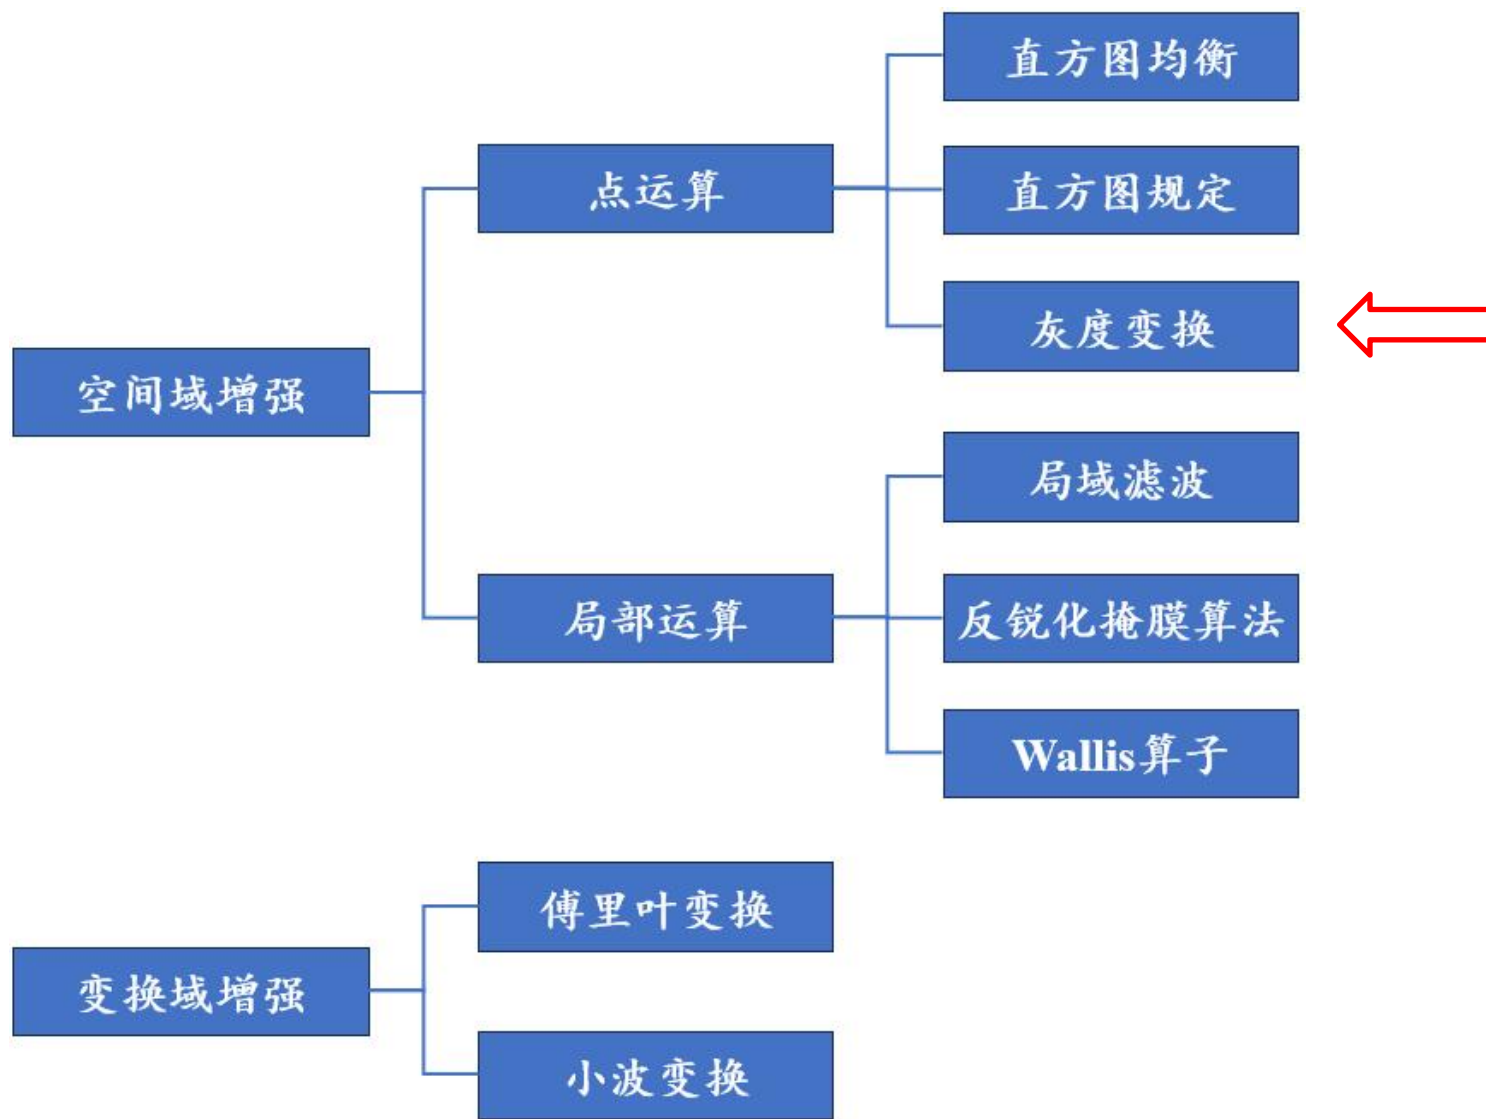 空间域增强
点运算
直方图均衡
直方图规定
灰度变换
局部运算
局域滤波
反锐化掩膜算法
Wallis算子
变换域增强
傅里叶变换
小波变换